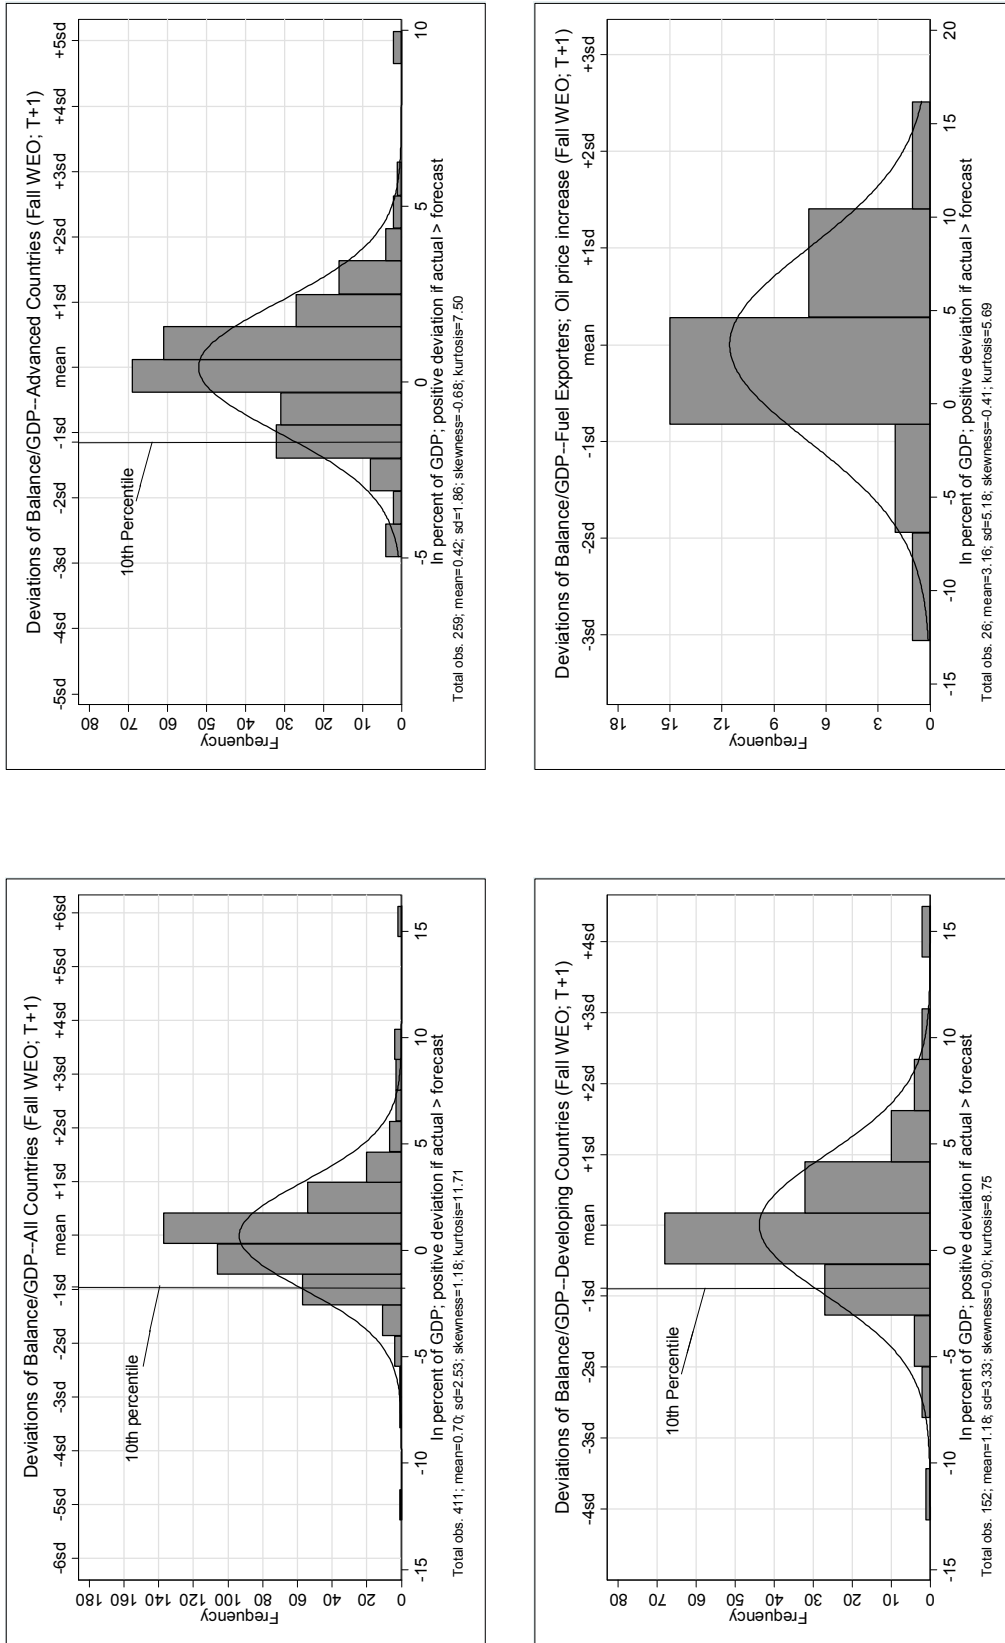 Deviations of Balance/GDP--All Countries (Fall WEO; T+1)
-6sd -5sd -4sd -3sd -2sd -1sd mean +1sd +2sd +3sd +4sd +5sd +6sd
180
160
140
120
100
80
60
40
20
0
Frequency
10th percentile
-15 -10 -5 0 5 10 15
In percent of GDP; positive deviation if actual > forecast
Total obs. 411; mean=0.70; sd=2.53; skewness=1.18; kurtosis=11.71
Deviations of Balance/GDP--Advanced Countries (Fall WEO; T+1)
-5sd -4sd -3sd -2sd -1sd mean +1sd +2sd +3sd +4sd +5sd
80
70
60
50
40
30
20
10
0
Frequency
10th Percentile
-5 0 5 10
In percent of GDP; positive deviation if actual > forecast
Total obs. 259; mean=0.42; sd=1.86; skewness=-0.68; kurtosis=7.50
Deviations of Balance/GDP--Developing Countries (Fall WEO; T+1)
-4sd -3sd -2sd -1sd mean +1sd +2sd +3sd +4sd
80
70
60
50
40
30
20
10
0
Frequency
10th Percentile
-15 -10 -5 0 5 10 15
In percent of GDP; positive deviation if actual > forecast
Total obs. 152; mean=1.18; sd=3.33; skewness=0.90; kurtosis=8.75
Deviations of Balance/GDP--Fuel Exporters; Oil price increase (Fall WEO; T+1)
-3sd -2sd -1sd mean +1sd +2sd +3sd
18
15
12
9
6
3
0
Frequency
-15 -10 -5 0 5 10 15 20
In percent of GDP; positive deviation if actual > forecast
Total obs. 26; mean=3.16; sd=5.18; skewness=-0.41; kurtosis=5.69